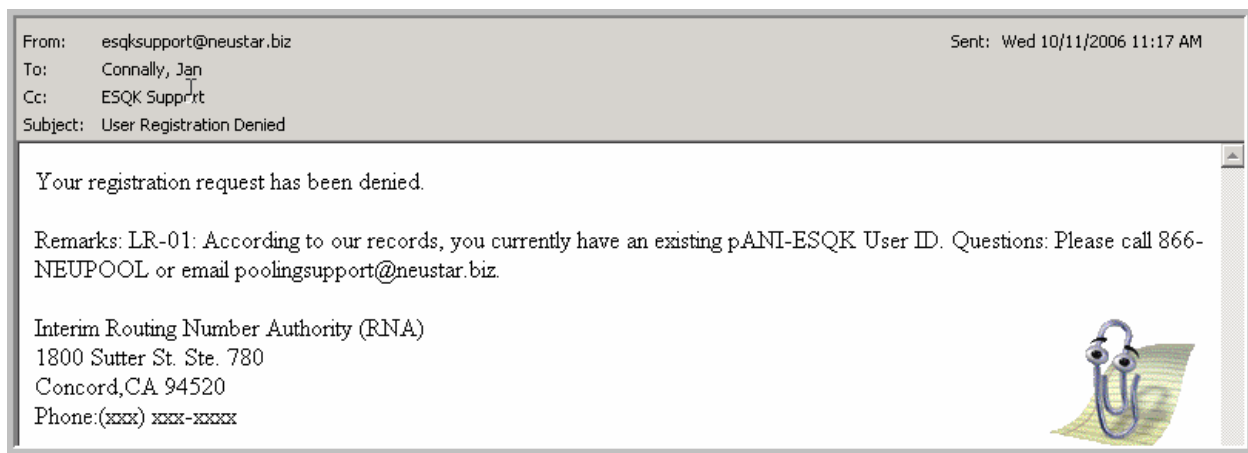 From: esqksupport@neustar.biz Sent: Wed 10/11/2006 11:17 AM
To: Connally, Jan
Cc: ESQK Support
Subject: User Registration Denied
Your registration request has been denied.
Remarks: LR-01: According to our records, you currently have an existing pANI-ESQK User ID. Questions: Please call 866-
NEUPOOL or email poolingsupport@neustar.biz.
Interim Routing Number Authority (RNA)
1800 Sutter St. Ste. 780
Concord,CA 94520
Phone:(xxx) xxx-xxxx